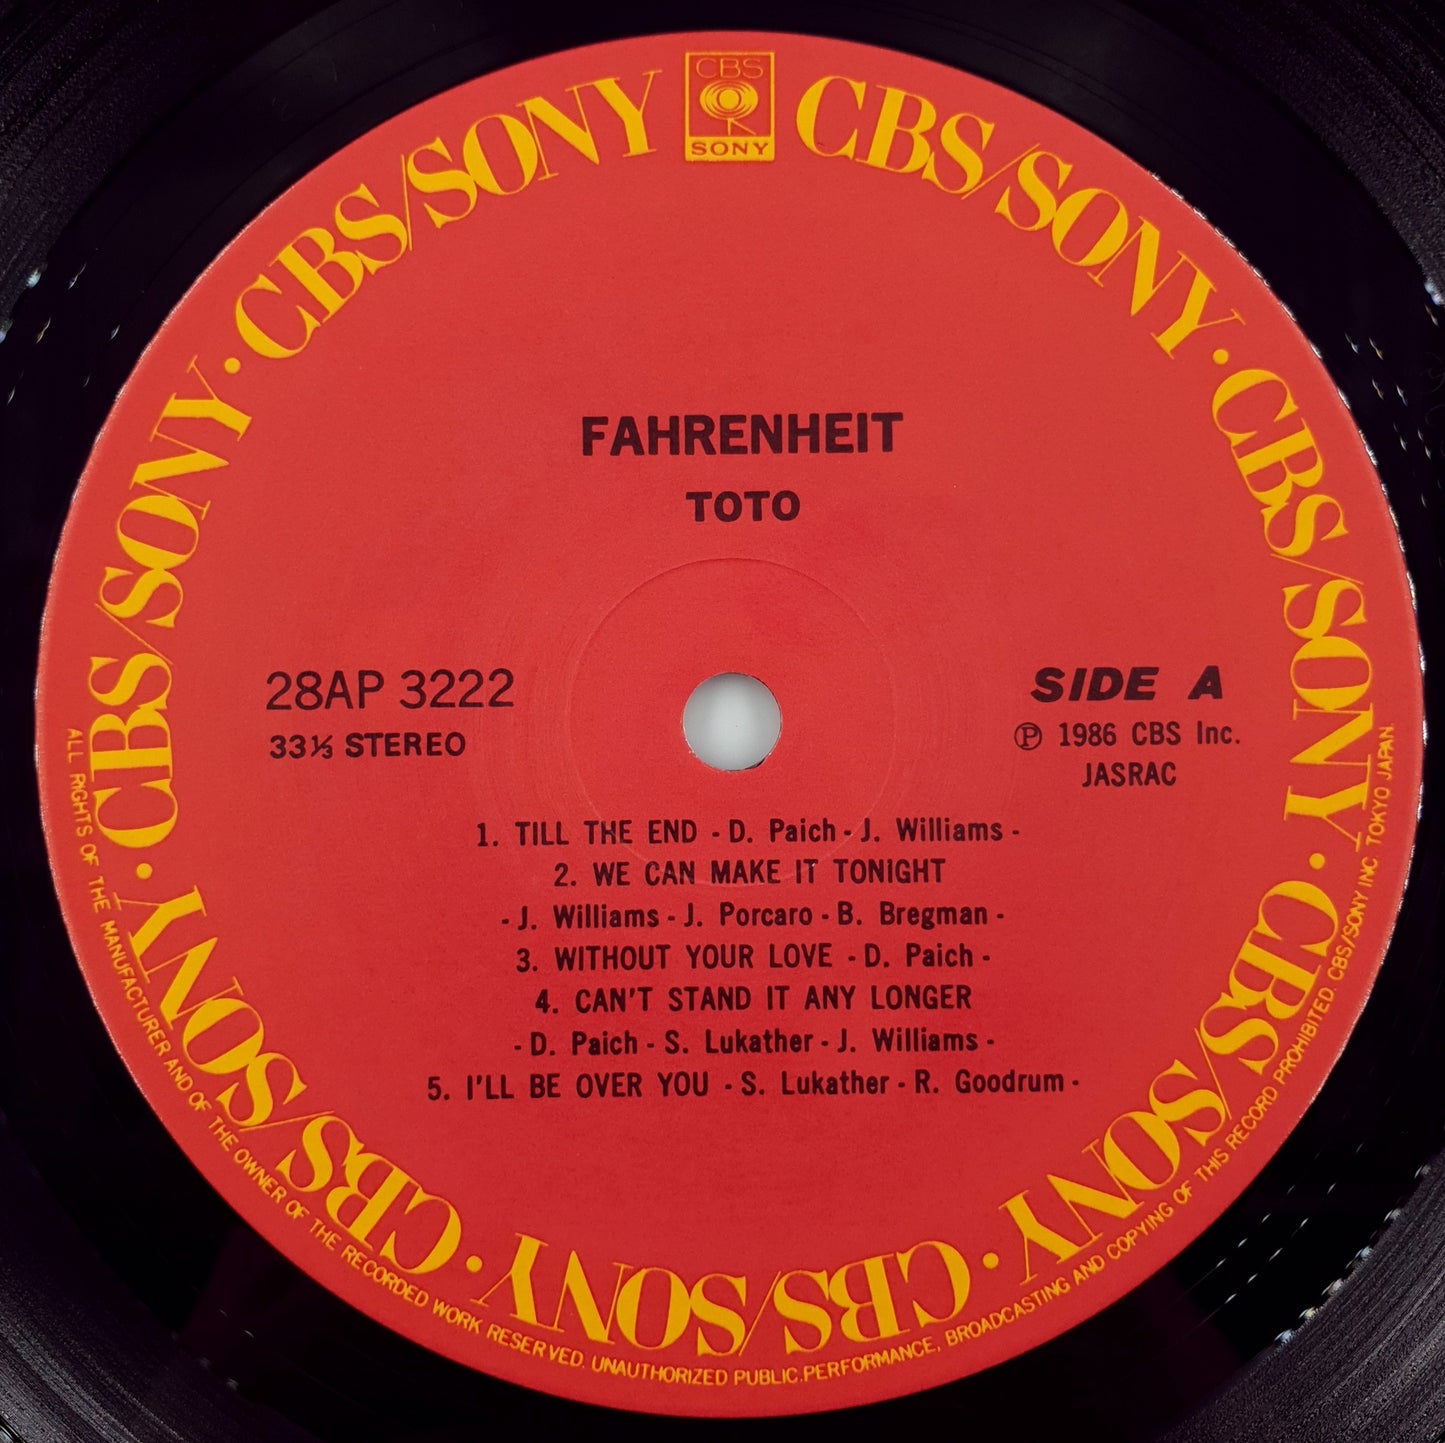 CBS
SONY
CBS/SONY · CBS/SONY · CBS/SONY · CBS/SONY · CBS/SONY · CBS/SONY · CBS/SONY · CBS/SONY
FAHRENHEIT
TOTO
28AP 3222
33⅓ STEREO
SIDE A
Ⓟ 1986 CBS Inc.
JASRAC
1. TILL THE END - D. Paich - J. Williams -
2. WE CAN MAKE IT TONIGHT
- J. Williams - J. Porcaro - B. Bregman -
3. WITHOUT YOUR LOVE - D. Paich -
4. CAN'T STAND IT ANY LONGER
- D. Paich - S. Lukather - J. Williams -
5. I'LL BE OVER YOU - S. Lukather - R. Goodrum -
ALL RIGHTS OF THE MANUFACTURER AND OF THE OWNER OF THE RECORDED WORK RESERVED. UNAUTHORIZED PUBLIC.PERFORMANCE, BROADCASTING AND COPYING OF THIS RECORD PROHIBITED CBS/SONY INC. TOKYO JAPAN.